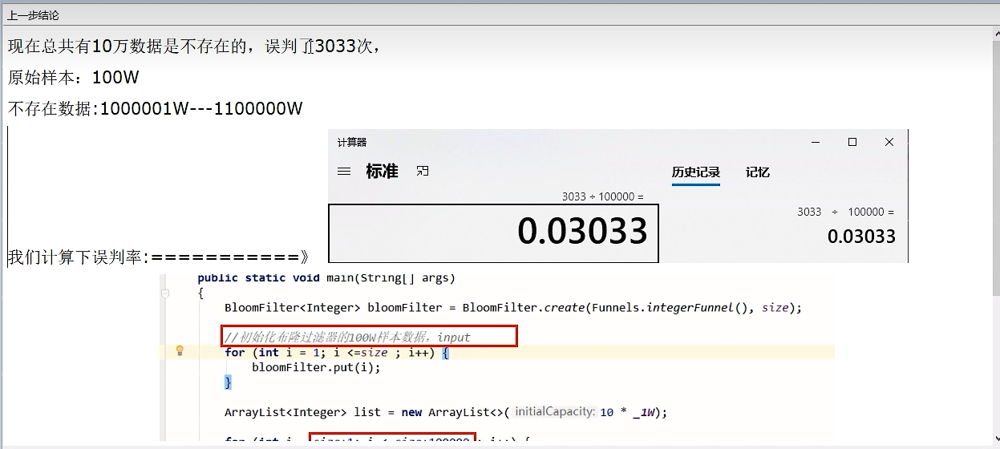 上一步结论
现在总共有10万数据是不存在的，误判了3033次，
原始样本：100W
不存在数据:1000001W---1100000W
计算器
标准
历史记录 记忆
3033 ÷ 100000 =
0.03033
3033 ÷ 100000 =
0.03033
我们计算下误判率:===========》
public static void main(String[] args)
{
BloomFilter<Integer> bloomFilter = BloomFilter.create(Funnels.integerFunnel(), size);
//初始化布隆过滤器的100W样本数据，input
for (int i = 1; i <=size ; i++) {
bloomFilter.put(i);
}
ArrayList<Integer> list = new ArrayList<>( initialCapacity: 10 * _1W);
for (int i = size+1; i < size+100000 ; i++) {